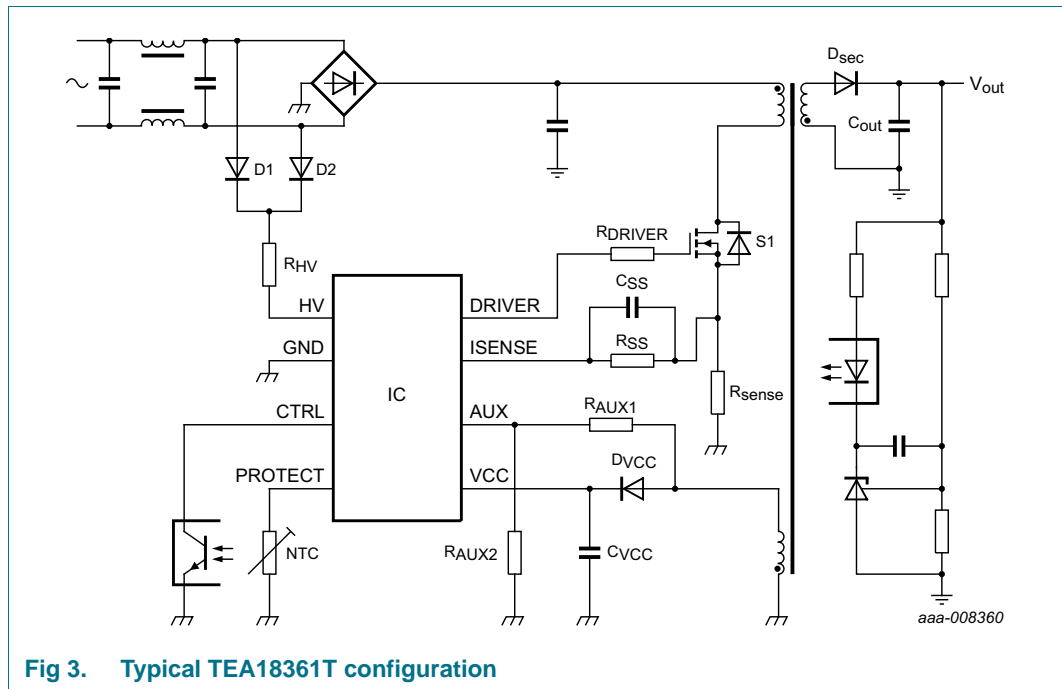 Dsec
Vout
Cout
D1
D2
RHV
RDRIVER
S1
CSS
HV
DRIVER
GND
ISENSE
RSS
IC
Rsense
CTRL
AUX
RAUX1
PROTECT
VCC
DVCC
NTC
RAUX2
CVCC
aaa-008360
Fig 3. Typical TEA18361T configuration